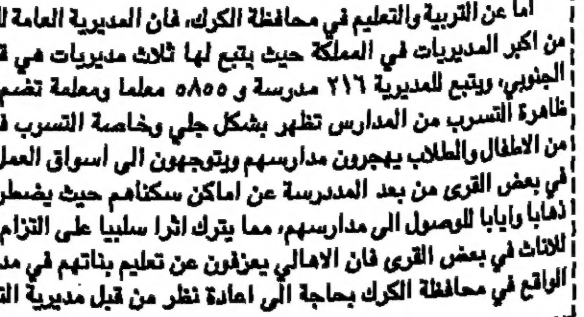 اما عن التربية والتعليم في محافظة الكرك، فان المديرية العامة
من اكبر المديريات في المملكة حيث يتبع لها ثلاث مديريات هي
الجنوبي، ويتبع للمديرية ٢١٦ مدرسة و ٥٨٥٥ معلما ومعلمة تضم
ظاهرة التسرب من المدارس تظهر بشكل جلي وخاصة التسرب
من الاطفال والطلاب يهجرون مدارسهم ويتوجهون الى اسواق العمل
في بعض القرى من بعد المددرسة عن اماكن سكناهم حيث يضطر
ذهابا وايابا للوصول الى مدارسهم، مما يترك اثرا سلبيا على التزام
للاناث في بعض القرى فان الاهالي يعزفون عن تعليم بناتهم في
الواقع في محافظة الكرك بحاجة الى اعادة نظر من قبل مديرية